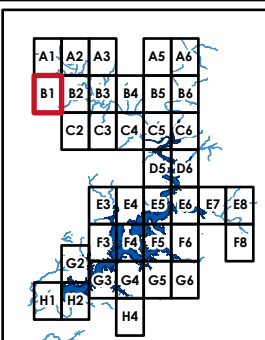 A1 A2 A3 A5 A6
B1 B2 B3 B4 B5 B6
C2 C3 C4 C5 C6
D5 D6
E3 E4 E5 E6 E7 E8
F3 F4 F5 F6 F8
G2
G3 G4 G5 G6
H1 H2
H4